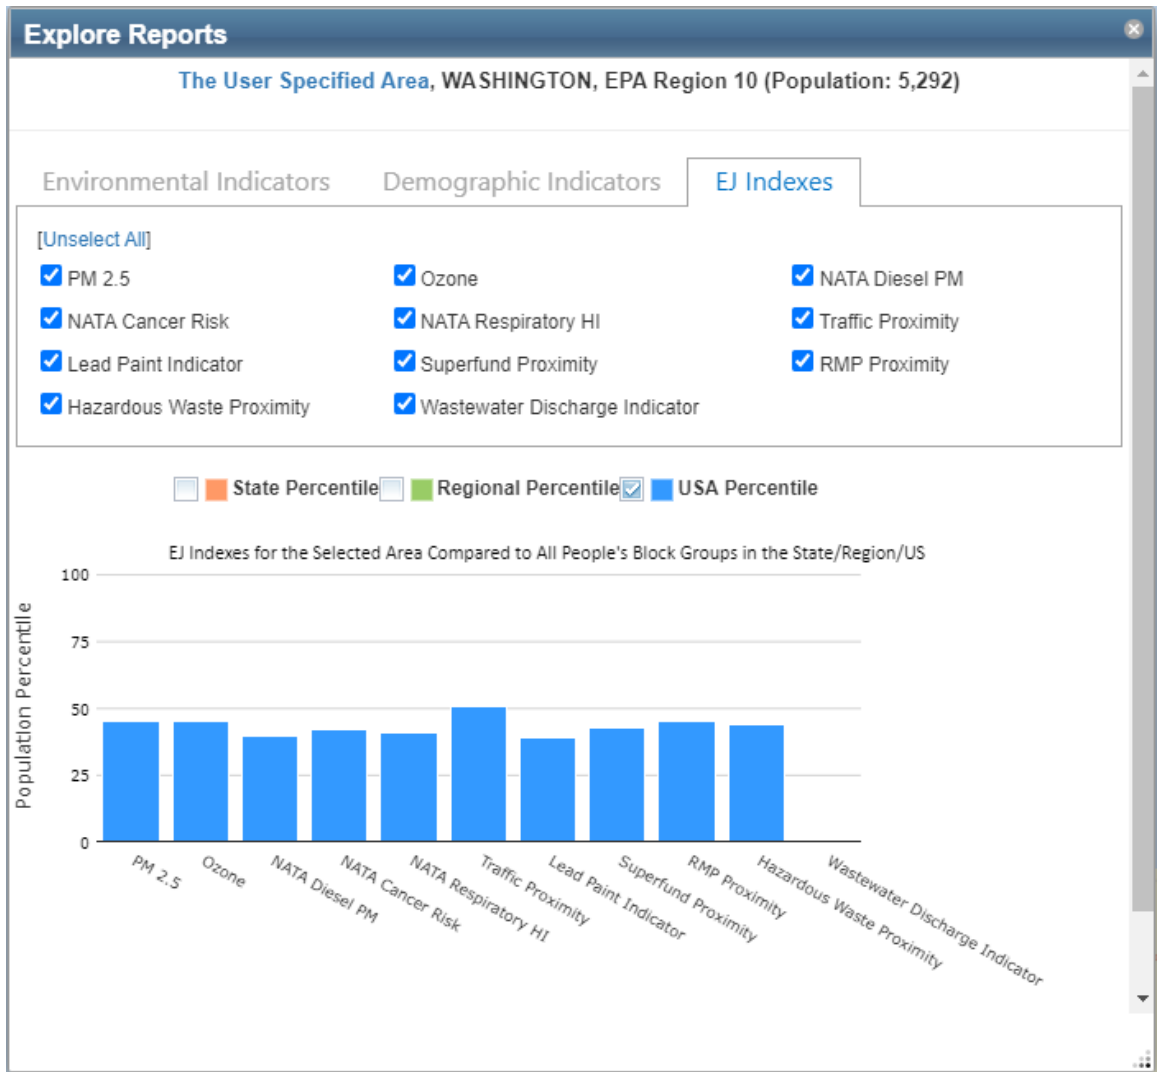 Explore Reports
The User Specified Area, WASHINGTON, EPA Region 10 (Population: 5,292)
Environmental Indicators Demographic Indicators EJ Indexes
[Unselect All]
PM 2.5 Ozone NATA Diesel PM
NATA Cancer Risk NATA Respiratory HI Traffic Proximity
Lead Paint Indicator Superfund Proximity RMP Proximity
Hazardous Waste Proximity Wastewater Discharge Indicator
State Percentile Regional Percentile USA Percentile
EJ Indexes for the Selected Area Compared to All People's Block Groups in the State/Region/US
Population Percentile
100
75
50
25
0
PM 2.5
Ozone
NATA Diesel PM
NATA Cancer Risk
NATA Respiratory HI
Traffic Proximity
Lead Paint Indicator
Superfund Proximity
RMP Proximity
Hazardous Waste Proximity
Wastewater Discharge Indicator